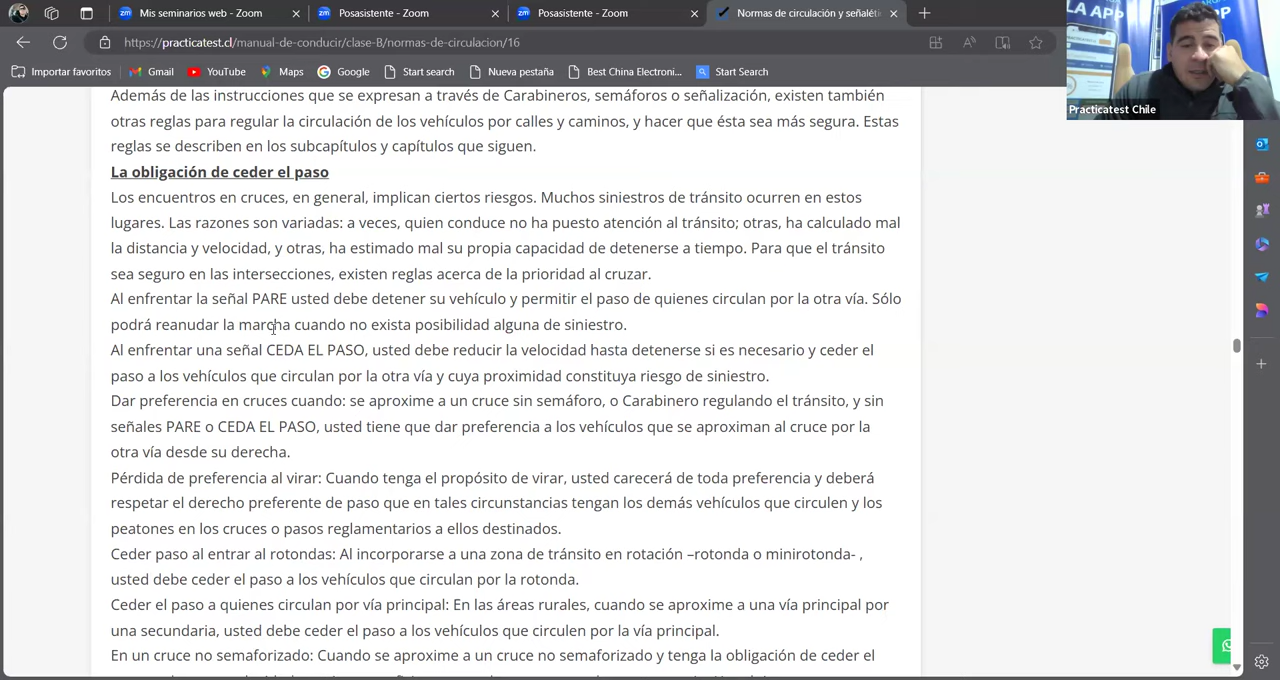 Mis seminarios web - Zoom
Posasistente - Zoom
Posasistente - Zoom
Normas de circulación y señaléti
https://practicatest.cl/manual-de-conducir/clase-B/normas-de-circulacion/16
Importar favoritos
Gmail
YouTube
Maps
Google
Start search
Nueva pestaña
Best China Electroni...
Start Search
LA APP
APP
Practicatest Chile
Además de las instrucciones que se expresan a través de Carabineros, semáforos o señalización, existen también
otras reglas para regular la circulación de los vehículos por calles y caminos, y hacer que ésta sea más segura. Estas
reglas se describen en los subcapítulos y capítulos que siguen.
La obligación de ceder el paso
Los encuentros en cruces, en general, implican ciertos riesgos. Muchos siniestros de tránsito ocurren en estos
lugares. Las razones son variadas: a veces, quien conduce no ha puesto atención al tránsito; otras, ha calculado mal
la distancia y velocidad, y otras, ha estimado mal su propia capacidad de detenerse a tiempo. Para que el tránsito
sea seguro en las intersecciones, existen reglas acerca de la prioridad al cruzar.
Al enfrentar la señal PARE usted debe detener su vehículo y permitir el paso de quienes circulan por la otra vía. Sólo
podrá reanudar la marcha cuando no exista posibilidad alguna de siniestro.
Al enfrentar una señal CEDA EL PASO, usted debe reducir la velocidad hasta detenerse si es necesario y ceder el
paso a los vehículos que circulan por la otra vía y cuya proximidad constituya riesgo de siniestro.
Dar preferencia en cruces cuando: se aproxime a un cruce sin semáforo, o Carabinero regulando el tránsito, y sin
señales PARE o CEDA EL PASO, usted tiene que dar preferencia a los vehículos que se aproximan al cruce por la
otra vía desde su derecha.
Pérdida de preferencia al virar: Cuando tenga el propósito de virar, usted carecerá de toda preferencia y deberá
respetar el derecho preferente de paso que en tales circunstancias tengan los demás vehículos que circulen y los
peatones en los cruces o pasos reglamentarios a ellos destinados.
Ceder paso al entrar al rotondas: Al incorporarse a una zona de tránsito en rotación –rotonda o minirotonda- ,
usted debe ceder el paso a los vehículos que circulan por la rotonda.
Ceder el paso a quienes circulan por vía principal: En las áreas rurales, cuando se aproxime a una vía principal por
una secundaria, usted debe ceder el paso a los vehículos que circulen por la vía principal.
En un cruce no semaforizado: Cuando se aproxime a un cruce no semaforizado y tenga la obligación de ceder el